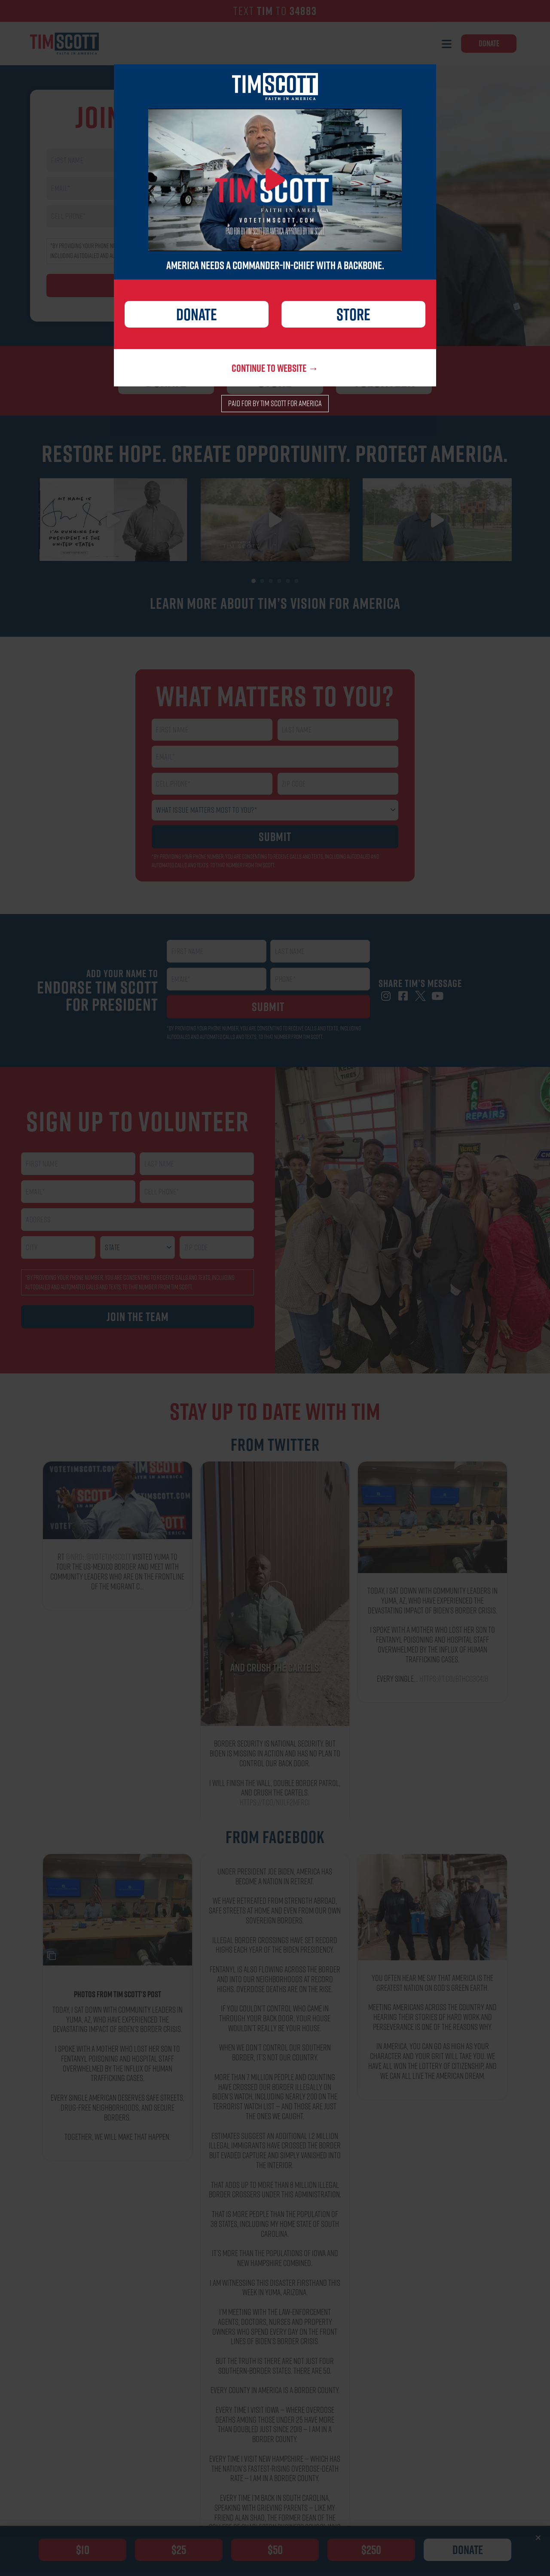 TEXT TIM TO 34883
TIM SCOTT
DONATE
JOIN
TIM SCOTT
FAITH IN AMERICA
TIM SCOTT
FAITH IN AMERICA
VOTETIMSCOTT.COM
PAID FOR BY TIM SCOTT FOR AMERICA. APPROVED BY TIM SCOTT.
AMERICA NEEDS A COMMANDER-IN-CHIEF WITH A BACKBONE.
DONATE
STORE
CONTINUE TO WEBSITE →
PAID FOR BY TIM SCOTT FOR AMERICA
RESTORE HOPE. CREATE OPPORTUNITY. PROTECT AMERICA.
MY NAME IS
I'M RUNNING FOR
PRESIDENT OF THE
UNITED STATES
LEARN MORE ABOUT TIM'S VISION FOR AMERICA
WHAT MATTERS TO YOU?
FIRST NAME
LAST NAME
EMAIL
CELL PHONE
ZIP CODE
WHAT ISSUE MATTERS MOST TO YOU?*
SUBMIT
ADD YOUR NAME TO
ENDORSE TIM SCOTT
FOR PRESIDENT
FIRST NAME
LAST NAME
EMAIL
PHONE
SUBMIT
SHARE TIM'S MESSAGE
SIGN UP TO VOLUNTEER
FIRST NAME
LAST NAME
EMAIL
ADDRESS
CITY
STATE
ZIP CODE
JOIN THE TEAM
CAR
REPAIRS
STAY UP TO DATE WITH TIM
FROM TWITTER
VOTETIMSCOTT.COM
VISITED YUMA TO
TOUR THE US-MEXICO BORDER AND MEET WITH
COMMUNITY LEADERS WHO ARE ON THE FRONTLINE
OF THE MIGRANT C…
AND CRUSH THE CARTELS.
BORDER SECURITY IS NATIONAL SECURITY, BUT
BIDEN IS MISSING IN ACTION AND HAS NO PLAN TO
CONTROL OUR BACK DOOR.
I WILL FINISH THE WALL, DOUBLE BORDER PATROL,
AND CRUSH THE CARTELS.
TODAY, I SAT DOWN WITH COMMUNITY LEADERS IN
YUMA, AZ, WHO HAVE EXPERIENCED THE
DEVASTATING IMPACT OF BIDEN'S BORDER CRISIS.
I SPOKE WITH A MOTHER WHO LOST HER SON TO
FENTANYL POISONING AND HOSPITAL STAFF
OVERWHELMED BY THE INFLUX OF HUMAN
TRAFFICKING CASES.
EVERY SINGLE…
FROM FACEBOOK
PHOTOS FROM TIM SCOTT'S POST
TODAY, I SAT DOWN WITH COMMUNITY LEADERS IN
YUMA, AZ, WHO HAVE EXPERIENCED THE
DEVASTATING IMPACT OF BIDEN'S BORDER CRISIS.
I SPOKE WITH A MOTHER WHO LOST HER SON TO
FENTANYL POISONING AND HOSPITAL STAFF
OVERWHELMED BY THE INFLUX OF HUMAN
TRAFFICKING CASES.
EVERY SINGLE AMERICAN DESERVES SAFE STREETS,
DRUG-FREE NEIGHBORHOODS, AND SECURE
BORDERS.
TOGETHER, WE WILL MAKE THAT HAPPEN.
UNDER PRESIDENT JOE BIDEN, AMERICA HAS
BECOME A NATION IN RETREAT.
WE HAVE RETREATED FROM STRENGTH ABROAD,
SAFE STREETS AT HOME AND EVEN FROM OUR OWN
SOVEREIGN BORDERS.
ILLEGAL BORDER CROSSINGS HAVE SET RECORD
HIGHS EACH YEAR OF THE BIDEN PRESIDENCY.
FENTANYL IS ALSO FLOWING ACROSS THE BORDER
AND INTO OUR NEIGHBORHOODS AT RECORD
HIGHS. OVERDOSE DEATHS ARE ON THE RISE.
IF YOU COULDN'T CONTROL WHO CAME IN
THROUGH YOUR BACK DOOR, YOUR HOUSE
WOULDN'T REALLY BE YOUR HOUSE.
WHEN WE DON'T CONTROL OUR SOUTHERN
BORDER, IT'S NOT OUR COUNTRY.
MORE THAN 7 MILLION PEOPLE AND COUNTING
HAVE CROSSED OUR BORDER ILLEGALLY ON
BIDEN'S WATCH, INCLUDING NEARLY 280 ON THE
TERRORIST WATCH LIST — AND THOSE ARE JUST
THE ONES WE CAUGHT.
ESTIMATES SUGGEST AN ADDITIONAL 1.2 MILLION
ILLEGAL IMMIGRANTS HAVE CROSSED THE BORDER
BUT EVADED CAPTURE AND SIMPLY VANISHED INTO
THE INTERIOR.
THAT ADDS UP TO MORE THAN 8 MILLION ILLEGAL
BORDER CROSSERS UNDER THIS ADMINISTRATION.
THAT IS MORE PEOPLE THAN THE POPULATION OF
38 STATES, INCLUDING MY HOME STATE OF SOUTH
CAROLINA.
IT'S MORE THAN THE POPULATIONS OF IOWA AND
NEW HAMPSHIRE COMBINED.
I AM WITNESSING THIS DISASTER FIRSTHAND THIS
WEEK IN YUMA, ARIZONA.
I'M MEETING WITH THE LAW-ENFORCEMENT
AGENTS, DOCTORS, NURSES AND PROPERTY
OWNERS WHO SPEND EVERY DAY ON THE FRONT
LINES OF BIDEN'S BORDER CRISIS.
BUT THE TRUTH IS THERE ARE NOT JUST FOUR
SOUTHERN-BORDER STATES. THERE ARE 50.
EVERY COUNTY IN AMERICA IS A BORDER COUNTY.
EVERY TIME I VISIT IOWA — WHERE OVERDOSE
DEATHS AMONG THOSE UNDER 25 HAVE MORE
THAN DOUBLED JUST SINCE 2019 — I AM IN A
BORDER COUNTY.
EVERY TIME I VISIT NEW HAMPSHIRE — WHICH HAS
THE NATION'S FASTEST-RISING OVERDOSE-DEATH
RATE — I AM IN A BORDER COUNTY.
EVERY TIME I'M BACK IN SOUTH CAROLINA,
SPEAKING WITH GRIEVING PARENTS — LIKE MY
FRIEND ALAN SHAO, THE FORMER DEAN OF THE
YOU OFTEN HEAR ME SAY THAT AMERICA IS THE
GREATEST NATION ON GOD'S GREEN EARTH.
MEETING AMERICANS ACROSS THE COUNTRY AND
HEARING THEIR STORIES OF HARD WORK AND
PERSEVERANCE IS ONE OF THE REASONS WHY.
IN AMERICA, YOU CAN GO AS HIGH AS YOUR
CHARACTER AND YOUR GRIT WILL TAKE YOU. WE
HAVE ALL WON THE LOTTERY OF CITIZENSHIP, AND
WE CAN ALL LIVE THE AMERICAN DREAM.
$10
$25
$50
$250
DONATE
×